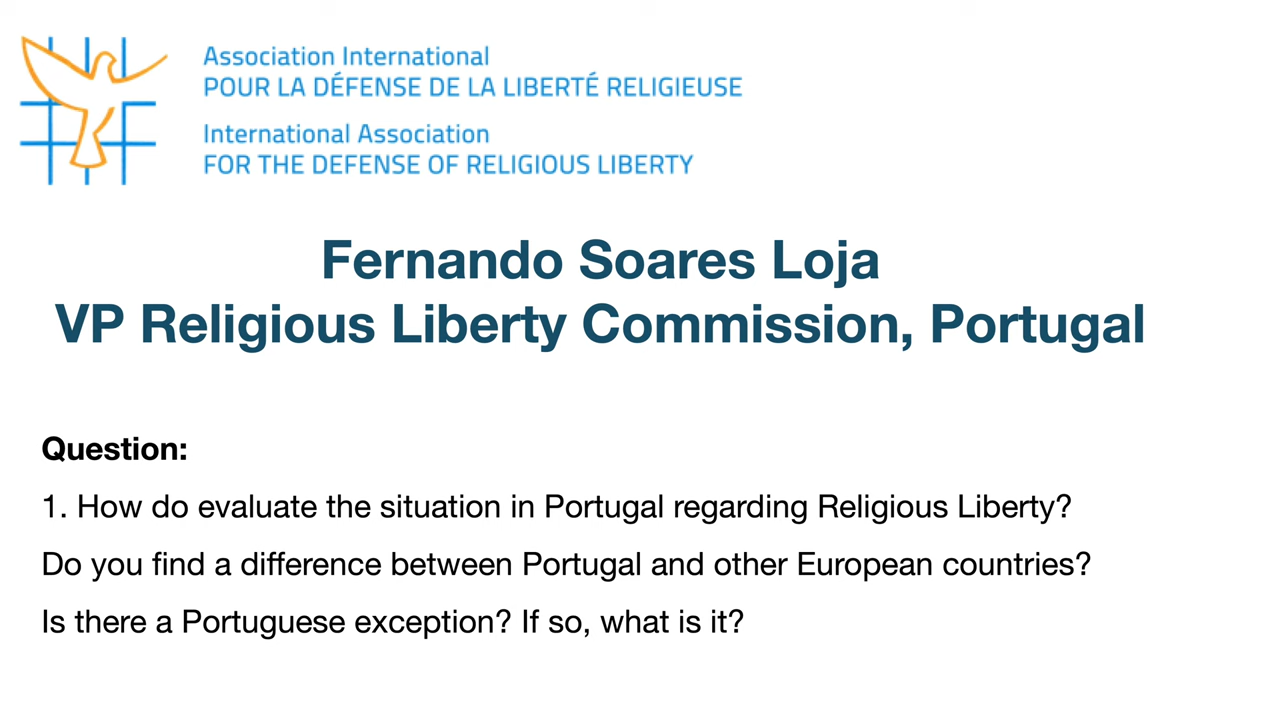 Association International
POUR LA DÉFENSE DE LA LIBERTÉ RELIGIEUSE
International Association
FOR THE DEFENSE OF RELIGIOUS LIBERTY
Fernando Soares Loja
VP Religious Liberty Commission, Portugal
Question:
1. How do evaluate the situation in Portugal regarding Religious Liberty?
Do you find a difference between Portugal and other European countries?
Is there a Portuguese exception? If so, what is it?